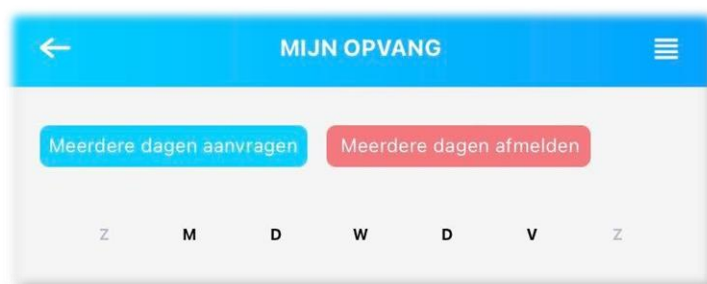 MIJN OPVANG
Meerdere dagen aanvragen Meerdere dagen afmelden
Z M D W D V Z